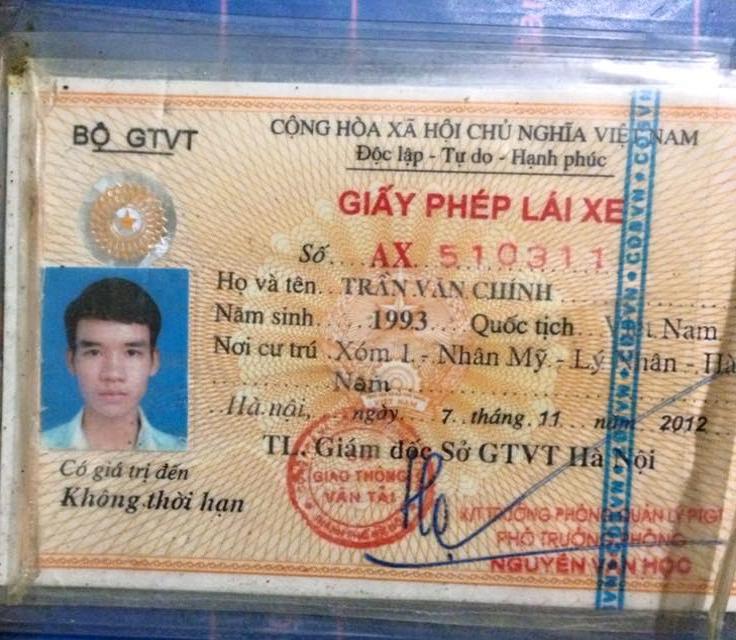 BỘ GTVT
CỘNG HÒA XÃ HỘI CHỦ NGHĨA VIỆT NAM
Độc lập - Tự do - Hạnh phúc
GIẤY PHÉP LÁI XE
Số.... AX 510311
Họ và tên.. TRẦN VĂN CHÍNH
Năm sinh.... 1993.... Quốc tịch... Việt Nam
Nơi cư trú .Xóm 1 - Nhân Mỹ - Lý Nhân - Hà
Nam
Hà nội, ngày 7 tháng 11 năm 2012
TL. Giám đốc Sở GTVT Hà Nội
Có giá trị đến
Không thời hạn
GIAO THÔNG
VẬN TẢI
K/T TRƯỞNG PHÒNG QUẢN LÝ PTGT
PHÓ TRƯỞNG PHÒNG
NGUYỄN VĂN HỌC
CQBVN CQBVN CQBVN